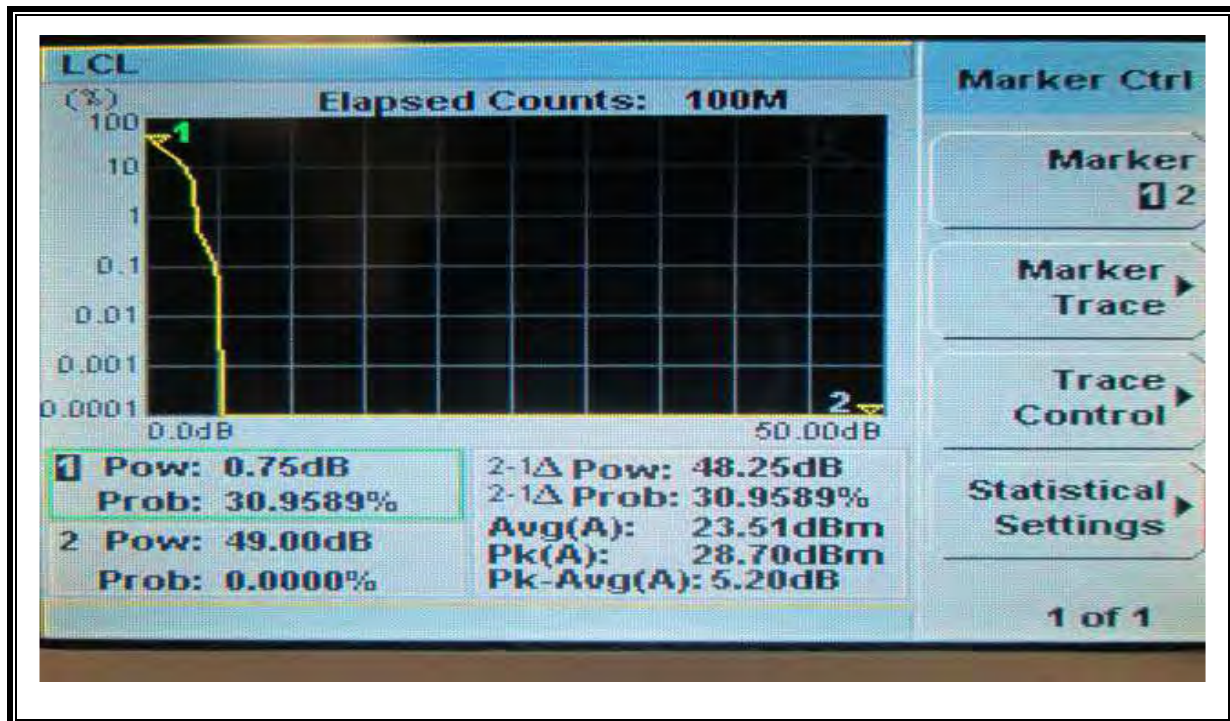 LCL
(%)
Elapsed Counts: 100M
100
10
1
0.1
0.01
0.001
0.0001
1
2
0.0dB
50.00dB
1 Pow: 0.75dB
Prob: 30.9589%
2 Pow: 49.00dB
Prob: 0.0000%
2-1Δ Pow: 48.25dB
2-1Δ Prob: 30.9589%
Avg(A): 23.51dBm
Pk(A): 28.70dBm
Pk-Avg(A): 5.20dB
Marker Ctrl
Marker
1 2
Marker
Trace
Trace
Control
Statistical
Settings
1 of 1